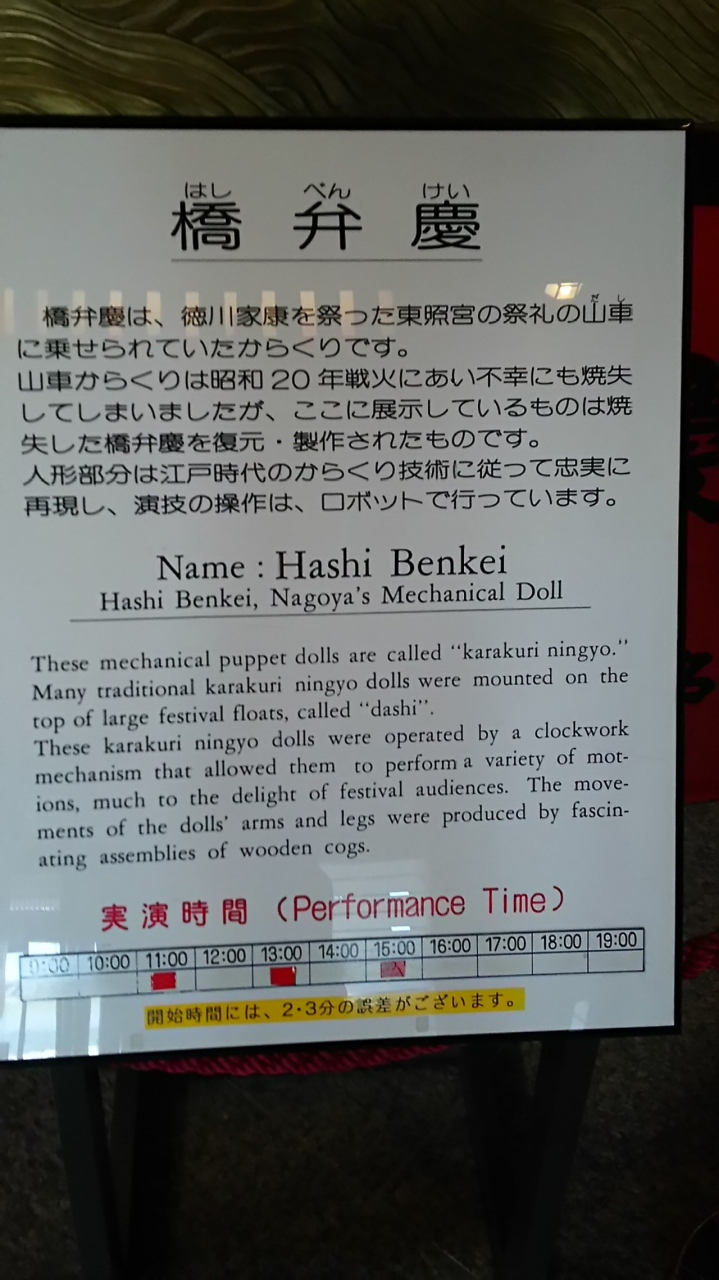 はし べん けい
橋 弁 慶
橋弁慶は、徳川家康を祭った東照宮の祭礼の山車
だ し
に乗せられていたからくりです。
山車からくりは昭和20年戦火にあい不幸にも焼失
してしまいましたが、ここに展示しているものは焼
失した橋弁慶を復元・製作されたものです。
人形部分は江戸時代のからくり技術に従って忠実に
再現し、演技の操作は、ロボットで行っています。
Name : Hashi Benkei
Hashi Benkei, Nagoya's Mechanical Doll
These mechanical puppet dolls are called "karakuri ningyo."
Many traditional karakuri ningyo dolls were mounted on the
top of large festival floats, called "dashi".
These karakuri ningyo dolls were operated by a clockwork
mechanism that allowed them to perform a variety of mot-
ions, much to the delight of festival audiences. The move-
ments of the dolls' arms and legs were produced by fascin-
ating assemblies of wooden cogs.
実演時間 (Performance Time)
9:00 10:00 11:00 12:00 13:00 14:00 15:00 16:00 17:00 18:00 19:00
開始時間には、2・3分の誤差がございます。